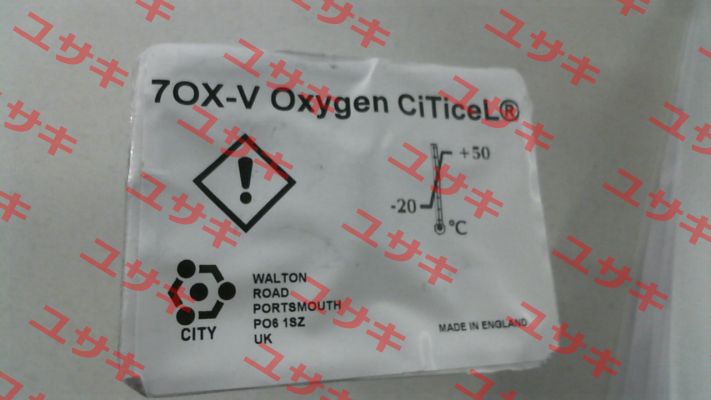 7OX-V Oxygen CiTiceL®
+50
-20
°C
CITY
WALTON
ROAD
PORTSMOUTH
PO6 1SZ
UK
MADE IN ENGLAND
ユサキ